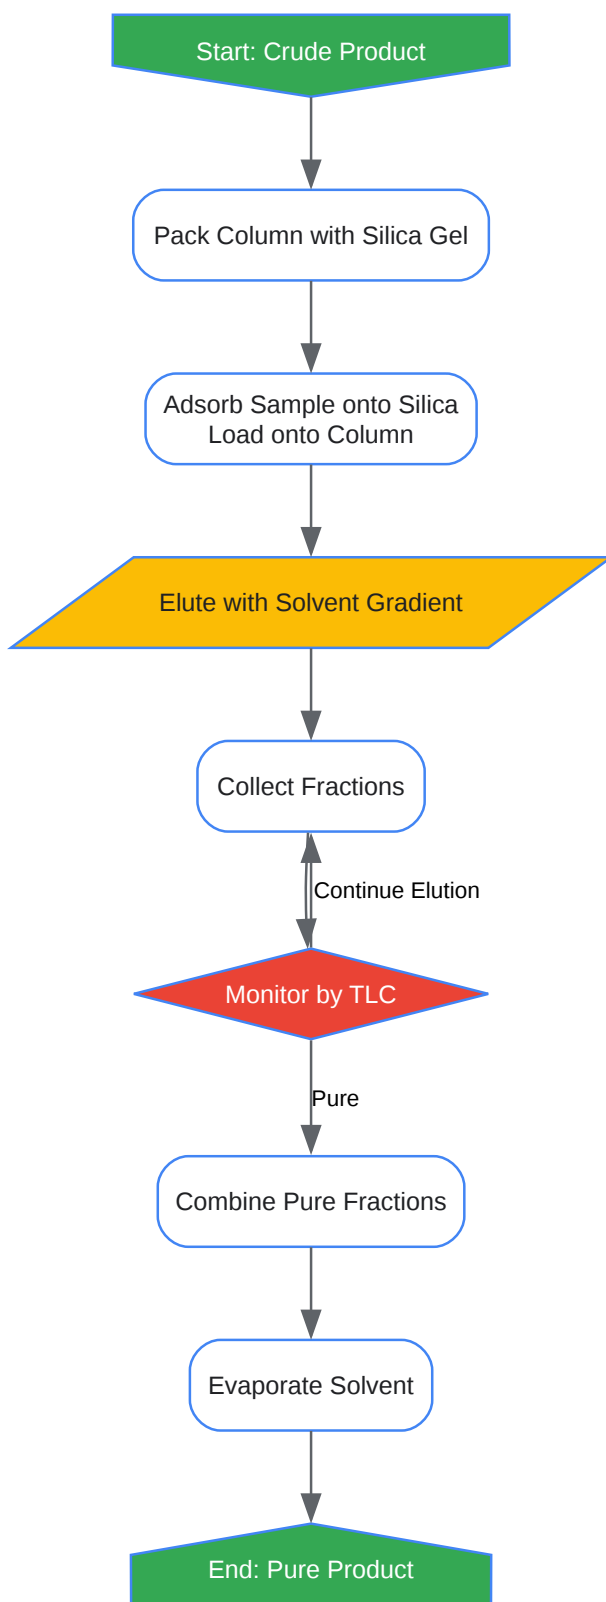 Start: Crude Product
Pack Column with Silica Gel
Adsorb Sample onto Silica
Load onto Column
Elute with Solvent Gradient
Collect Fractions
Continue Elution
Monitor by TLC
Pure
Combine Pure Fractions
Evaporate Solvent
End: Pure Product